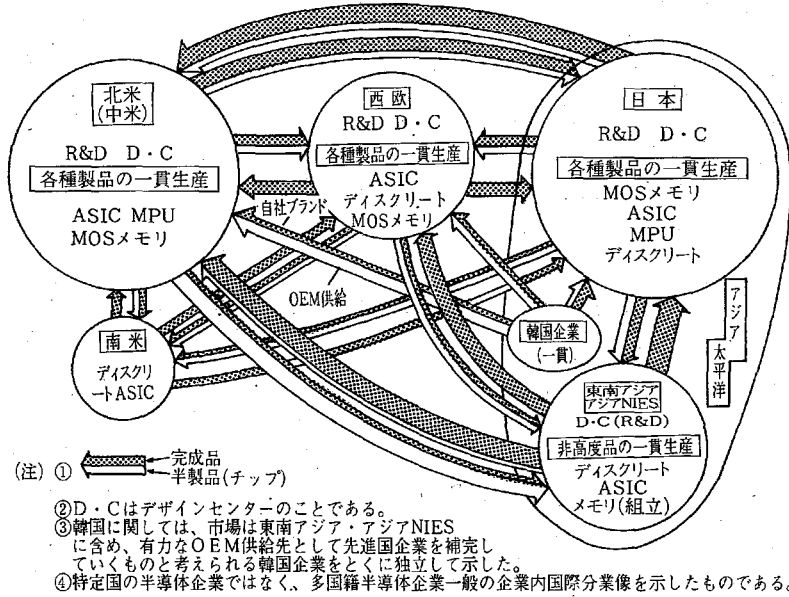 北米
(中米)
R&D D・C
各種製品の一貫生産
ASIC MPU
MOSメモリ
西欧
R&D D・C
各種製品の一貫生産
ASIC
ディスクリート
MOSメモリ
日本
R&D D・C
各種製品の一貫生産
MOSメモリ
ASIC
MPU
ディスクリート
自社ブランド
OEM供給
南米
ディスクリ
ートASIC
韓国企業
(一貫)
アジア
太平洋
東南アジア
アジアNIES
D・C(R&D)
非高度品の一貫生産
ディスクリート
ASIC
メモリ(組立)
(注) ① 完成品
半製品(チップ)
②D・Cはデザインセンターのことである。
③韓国に関しては、市場は東南アジア・アジアNIES
に含め、有力なOEM供給先として先進国企業を補完し
ていくものと考えられる韓国企業をとくに独立して示した。
④特定国の半導体企業ではなく、多国籍半導体企業一般の企業内国際分業像を示したものである。